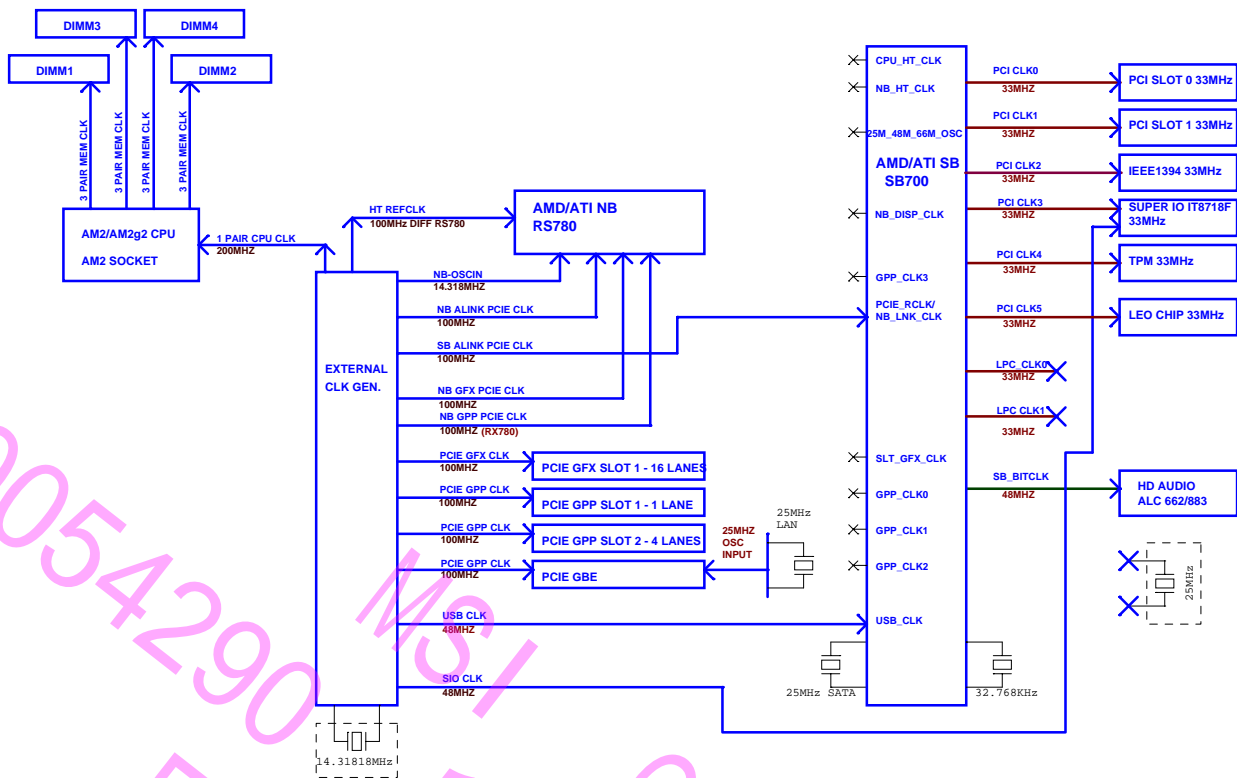 DIMM3
DIMM4
DIMM1
DIMM2
3 PAIR MEM CLK
3 PAIR MEM CLK
3 PAIR MEM CLK
3 PAIR MEM CLK
AM2/AM2g2 CPU
AM2 SOCKET
1 PAIR CPU CLK
200MHZ
HT REFCLK
100MHz DIFF RS780
AMD/ATI NB
RS780
EXTERNAL
CLK GEN.
NB-OSCIN
14.318MHZ
NB ALINK PCIE CLK
100MHZ
SB ALINK PCIE CLK
100MHZ
NB GFX PCIE CLK
100MHZ
NB GPP PCIE CLK
100MHZ (RX780)
PCIE GFX CLK
100MHZ
PCIE GFX SLOT 1 - 16 LANES
PCIE GPP CLK
100MHZ
PCIE GPP SLOT 1 - 1 LANE
PCIE GPP CLK
100MHZ
PCIE GPP SLOT 2 - 4 LANES
PCIE GPP CLK
100MHZ
PCIE GBE
25MHZ
OSC
INPUT
25MHz
LAN
USB CLK
48MHZ
SIO CLK
48MHZ
14.31818MHz
CPU_HT_CLK
NB_HT_CLK
25M_48M_66M_OSC
AMD/ATI SB
SB700
NB_DISP_CLK
GPP_CLK3
PCIE_RCLK/
NB_LNK_CLK
SLT_GFX_CLK
GPP_CLK0
GPP_CLK1
GPP_CLK2
USB_CLK
25MHz SATA
32.768KHz
PCI CLK0
33MHZ
PCI SLOT 0 33MHz
PCI CLK1
33MHZ
PCI SLOT 1 33MHz
PCI CLK2
33MHZ
IEEE1394 33MHz
PCI CLK3
33MHZ
SUPER IO IT8718F
33MHz
PCI CLK4
33MHZ
TPM 33MHz
PCI CLK5
33MHZ
LEO CHIP 33MHz
LPC_CLK0
33MHZ
LPC CLK1
33MHZ
SB_BITCLK
48MHZ
HD AUDIO
ALC 662/883
25MHz
0054290
MSI